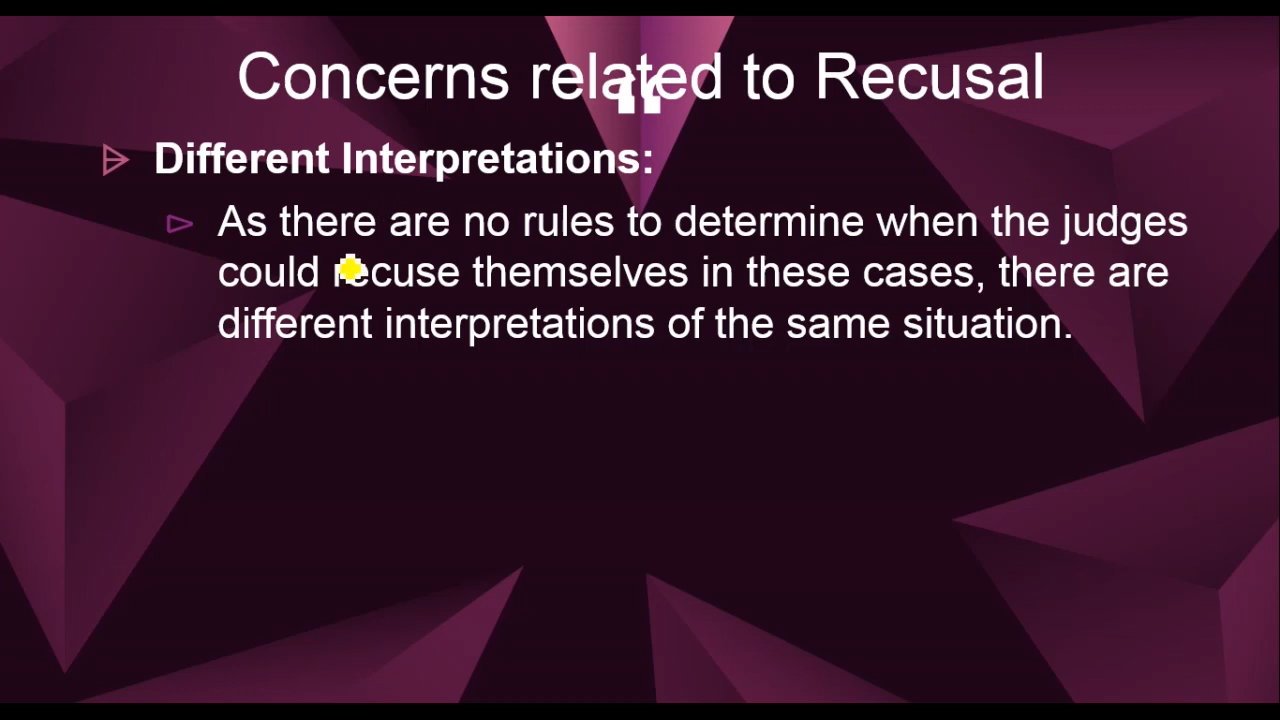 Concerns related to Recusal
“
Different Interpretations:
As there are no rules to determine when the judges
could recuse themselves in these cases, there are
different interpretations of the same situation.